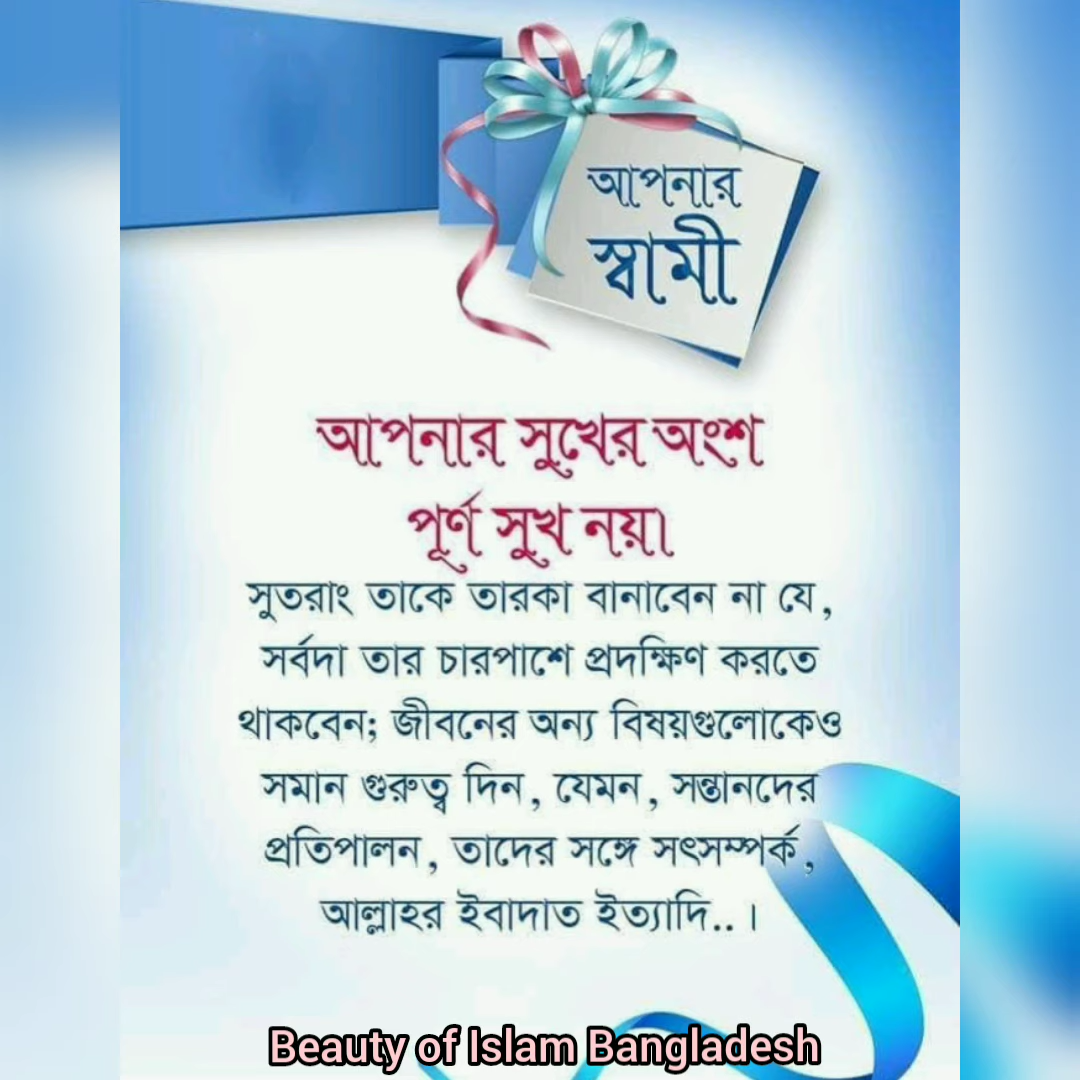 আপনার
স্বামী
আপনার সুখের অংশ
পূর্ণ সুখ নয়।
সুতরাং তাকে তারকা বানাবেন না যে,
সর্বদা তার চারপাশে প্রদক্ষিণ করতে
থাকবেন; জীবনের অন্য বিষয়গুলোকেও
সমান গুরুত্ব দিন, যেমন, সন্তানদের
প্রতিপালন, তাদের সঙ্গে সৎসম্পর্ক,
আল্লাহর ইবাদাত ইত্যাদি..।
Beauty of Islam Bangladesh